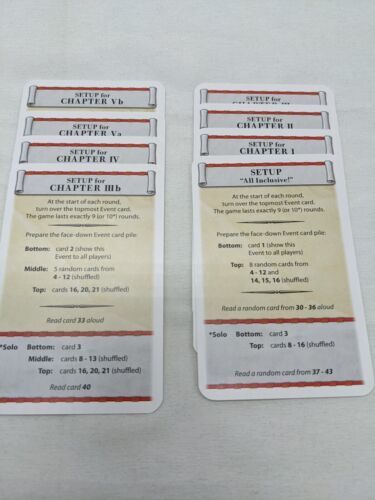 SETUP for
CHAPTER Vb
SETUP for
CHAPTER Va
SETUP for
CHAPTER IV
SETUP for
CHAPTER IIIb
At the start of each round,
turn over the topmost Event card.
The game lasts exactly 9 (or 10*) rounds.
Prepare the face-down Event card pile:
Bottom: card 2 (show this
Event to all players)
Middle: 5 random cards from
4 - 12 (shuffled)
Top: cards 16, 20, 21 (shuffled)
Read card 33 aloud
*Solo Bottom: card 3
Middle: cards 8 - 13 (shuffled)
Top: cards 16, 20, 21 (shuffled)
Read card 40
SETUP for
SETUP for
CHAPTER II
SETUP for
CHAPTER I
SETUP
"All Inclusive!"
At the start of each round,
turn over the topmost Event card.
The game lasts exactly 9 (or 10*) rounds.
Prepare the face-down Event card pile:
Bottom: card 1 (show this
Event to all players)
Top: 8 random cards from
4 - 12 and
14, 15, 16 (shuffled)
Read a random card from 30 - 36 aloud
*Solo Bottom: card 3
Top: cards 8 - 16 (shuffled)
Read a random card from 37 - 43